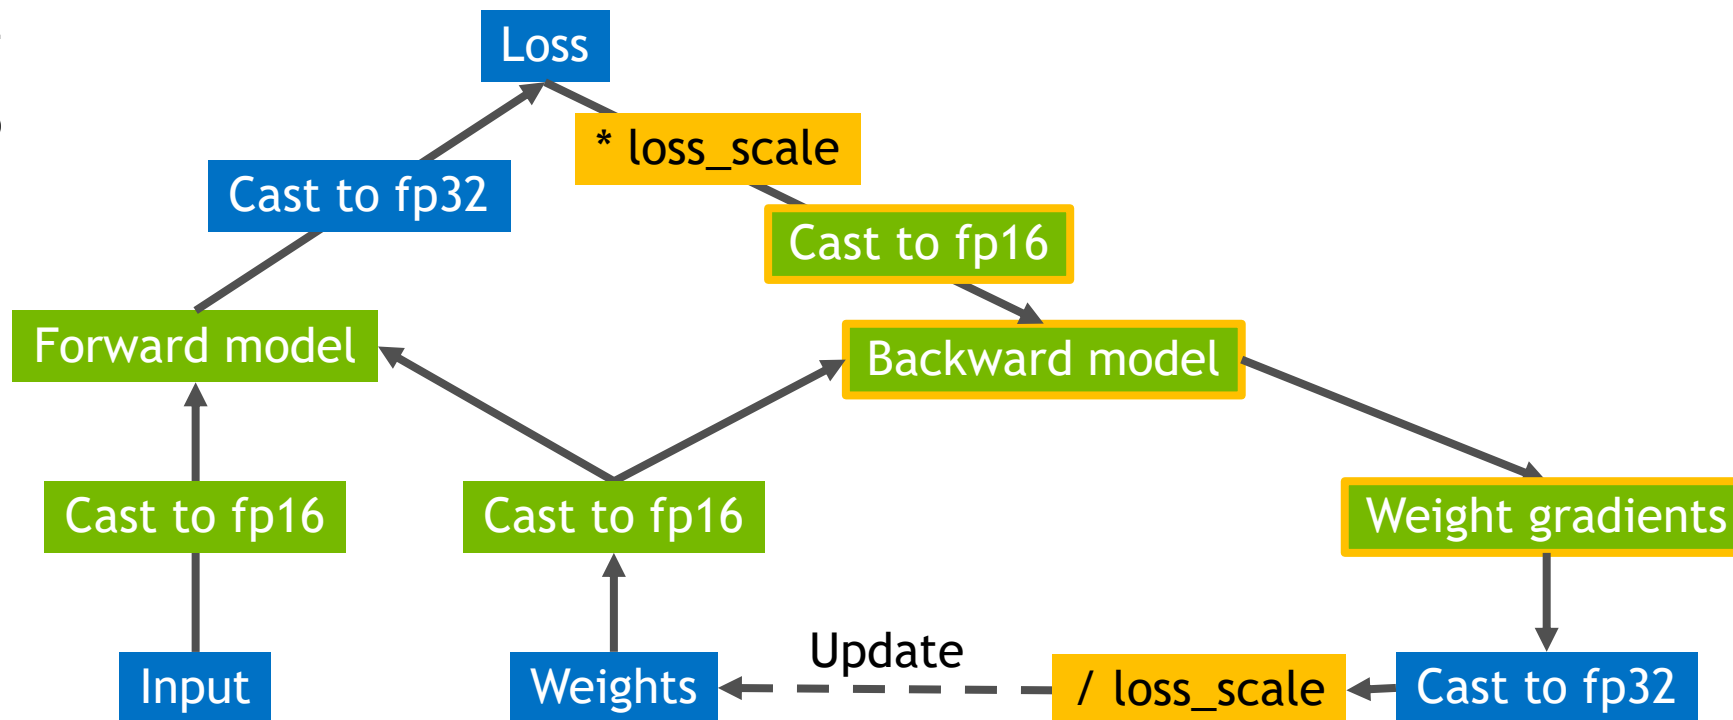 Loss
* loss_scale
Cast to fp32
Cast to fp16
Forward model
Backward model
Cast to fp16
Cast to fp16
Weight gradients
Update
Input
Weights
/ loss_scale
Cast to fp32